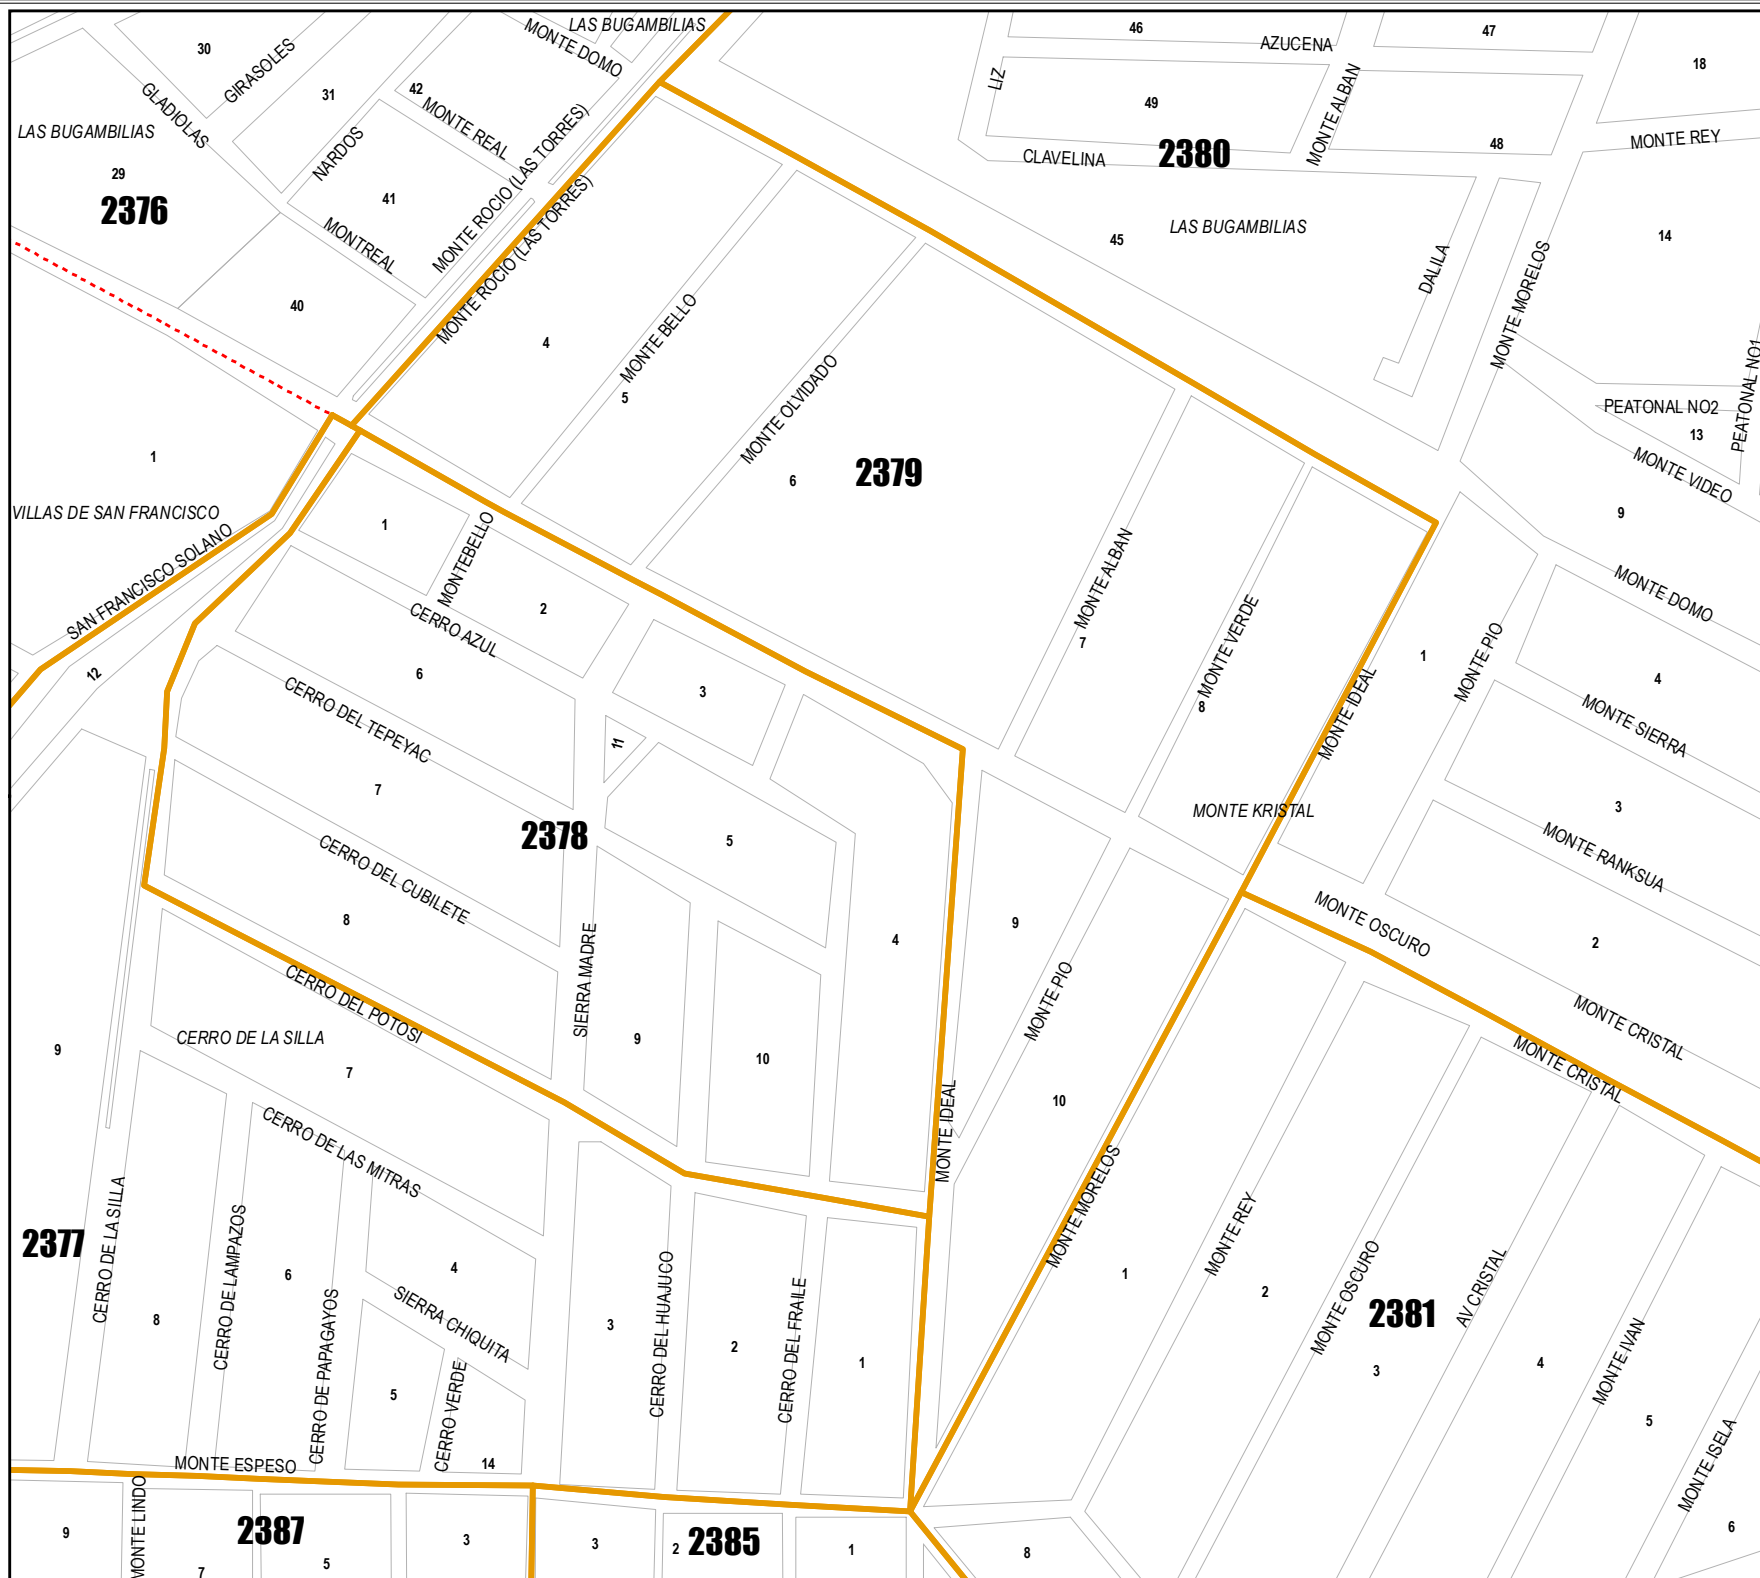 LAS BUGAMBILIAS
MONTE DOMO
46
AZUCENA
47
18
30
GIRASOLES
31
42
GLADIOLAS
MONTE REAL
LIZ
49
MONTE ALBAN
48
MONTE REY
LAS BUGAMBILIAS
29
2376
NARDOS
41
MONTREAL
40
MONTE ROCIO (LAS TORRES)
MONTE ROCIO (LAS TORRES)
CLAVELINA
2380
LAS BUGAMBILIAS
45
DALILA
MONTE MORELOS
14
PEATONAL NO1
PEATONAL NO2
13
MONTE VIDEO
9
MONTE DOMO
4
MONTE BELLO
5
MONTE OLVIDADO
6
2379
MONTE ALBAN
7
MONTE VERDE
8
MONTE IDEAL
MONTE KRISTAL
1
MONTE PIO
4
MONTE SIERRA
3
MONTE RANKSUA
2
MONTE OSCURO
MONTE CRISTAL
MONTE CRISTAL
1
VILLAS DE SAN FRANCISCO
SAN FRANCISCO SOLANO
12
1
MONTEBELLO
2
CERRO AZUL
6
3
CERRO DEL TEPEYAC
11
7
2378
5
CERRO DEL CUBILETE
8
4
SIERRA MADRE
9
10
CERRO DEL POTOSI
MONTE IDEAL
9
MONTE PIO
10
MONTE MORELOS
9
CERRO DE LA SILLA
7
CERRO DE LAS MITRAS
2377
CERRO DE LA SILLA
8
CERRO DE LAMPAZOS
6
CERRO DE PAPAGAYOS
4
SIERRA CHIQUITA
5
CERRO VERDE
14
3
CERRO DEL HUAJUCO
2
CERRO DEL FRAILE
1
1
MONTE REY
2
MONTE OSCURO
2381
3
AV CRISTAL
4
MONTE IVAN
5
MONTE ISELA
6
MONTE ESPESO
9
MONTE LINDO
7
2387
5
3
3
2
2385
1
8